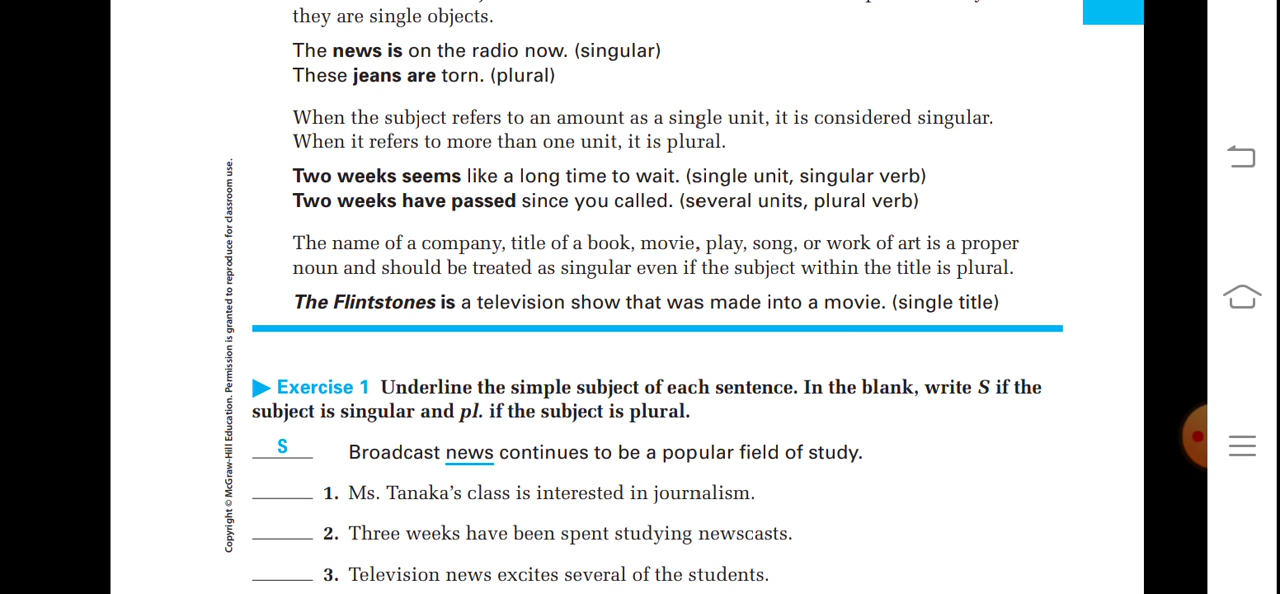 they are single objects.
The news is on the radio now. (singular)
These jeans are torn. (plural)
When the subject refers to an amount as a single unit, it is considered singular.
When it refers to more than one unit, it is plural.
Two weeks seems like a long time to wait. (single unit, singular verb)
Two weeks have passed since you called. (several units, plural verb)
The name of a company, title of a book, movie, play, song, or work of art is a proper
noun and should be treated as singular even if the subject within the title is plural.
The Flintstones is a television show that was made into a movie. (single title)
Copyright © McGraw-Hill Education. Permission is granted to reproduce for classroom use.
Exercise 1 Underline the simple subject of each sentence. In the blank, write S if the
subject is singular and pl. if the subject is plural.
S Broadcast news continues to be a popular field of study.
1. Ms. Tanaka's class is interested in journalism.
2. Three weeks have been spent studying newscasts.
3. Television news excites several of the students.